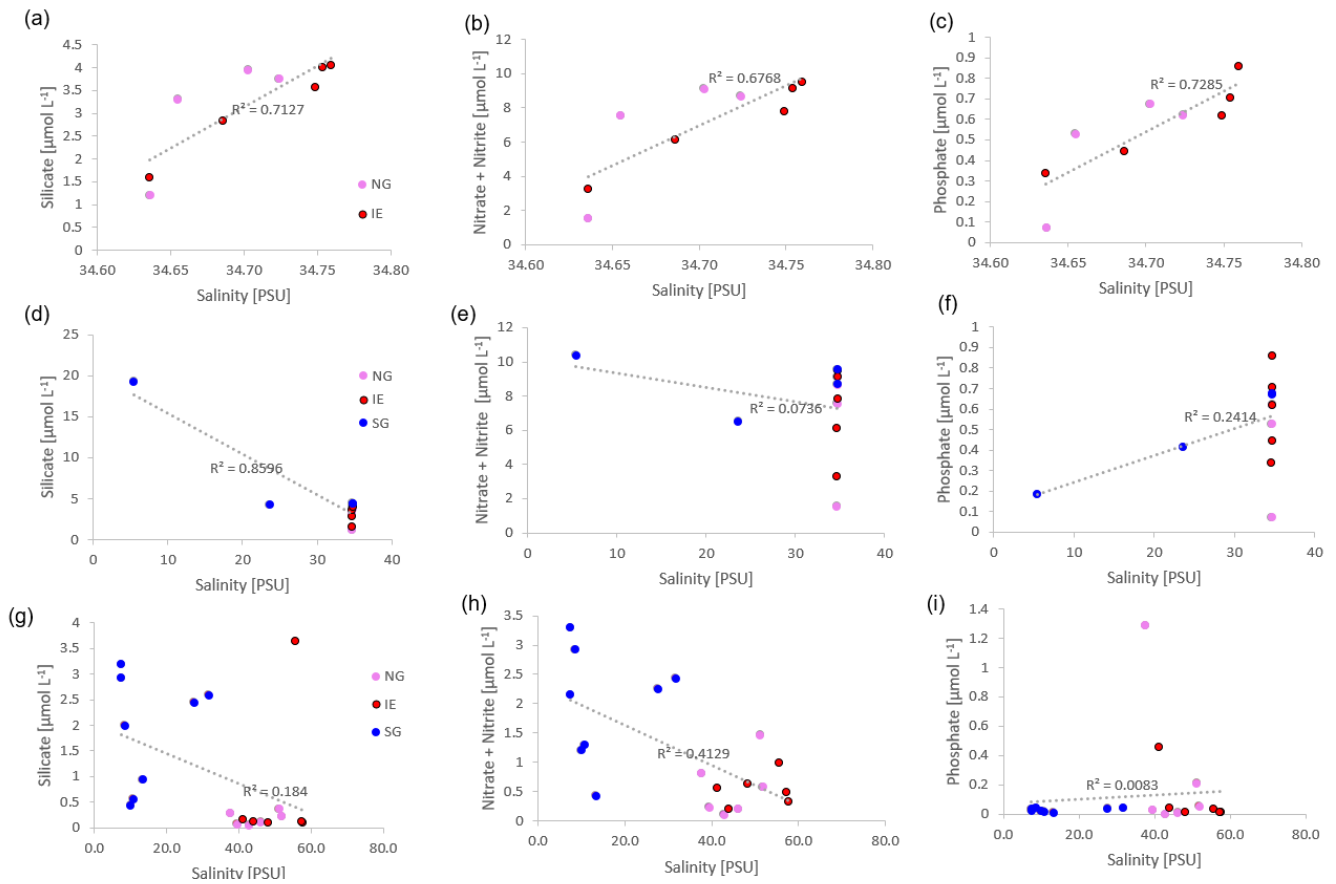 (a)
Silicate [µmol L⁻¹]
4.5
4
3.5
3
2.5
2
1.5
1
0.5
0
R² = 0.7127
NG
IE
34.60 34.65 34.70 34.75 34.80
Salinity [PSU]
(b)
Nitrate + Nitrite [µmol L⁻¹]
12
10
8
6
4
2
0
R² = 0.6768
34.60 34.65 34.70 34.75 34.80
Salinity [PSU]
(c)
Phosphate [µmol L⁻¹]
1
0.9
0.8
0.7
0.6
0.5
0.4
0.3
0.2
0.1
0
R² = 0.7285
34.60 34.65 34.70 34.75 34.80
Salinity [PSU]
(d)
Silicate [µmol L⁻¹]
25
20
15
10
5
0
R² = 0.8596
NG
IE
SG
0 10 20 30 40
Salinity [PSU]
(e)
Nitrate + Nitrite [µmol L⁻¹]
12
10
8
6
4
2
0
R² = 0.0736
0 10 20 30 40
Salinity [PSU]
(f)
Phosphate [µmol L⁻¹]
1
0.9
0.8
0.7
0.6
0.5
0.4
0.3
0.2
0.1
0
R² = 0.2414
0 10 20 30 40
Salinity [PSU]
(g)
Silicate [µmol L⁻¹]
4
3.5
3
2.5
2
1.5
1
0.5
0
R² = 0.184
NG
IE
SG
0.0 20.0 40.0 60.0 80.0
Salinity [PSU]
(h)
Nitrate + Nitrite [µmol L⁻¹]
3.5
3
2.5
2
1.5
1
0.5
0
R² = 0.4129
0.0 20.0 40.0 60.0 80.0
Salinity [PSU]
(i)
Phosphate [µmol L⁻¹]
1.4
1.2
1
0.8
0.6
0.4
0.2
0
R² = 0.0083
0.0 20.0 40.0 60.0 80.0
Salinity [PSU]